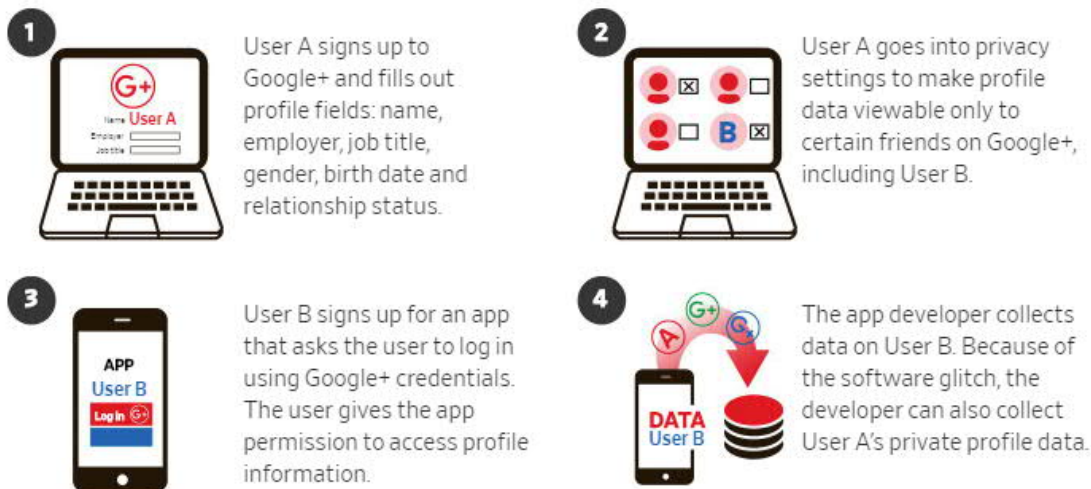 1
G+
Name User A
Employer
Job title
User A signs up to
Google+ and fills out
profile fields: name,
employer, job title,
gender, birth date and
relationship status.
2
B
User A goes into privacy
settings to make profile
data viewable only to
certain friends on Google+,
including User B.
3
APP
User B
Log in G+
User B signs up for an app
that asks the user to log in
using Google+ credentials.
The user gives the app
permission to access profile
information.
4
A G+
DATA
User B
The app developer collects
data on User B. Because of
the software glitch, the
developer can also collect
User A's private profile data.